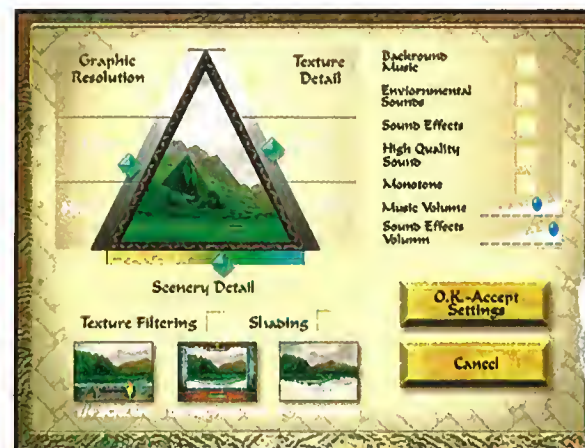 Graphic
Resolution
Texture
Detail
Backround
Music
Enviornmental
Sounds
Sound Effects
High Quality
Sound
Monotone
Music Volume
Sound Effects
Volumn
Scenery Detail
Texture Filtering
Shading
O.K.-Accept
Settings
Cancel